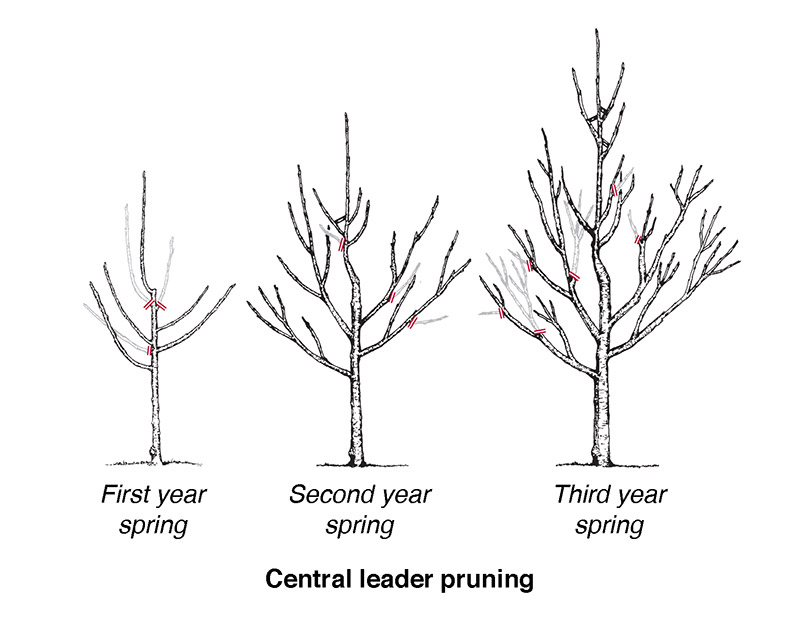 First year
spring
Second year
spring
Third year
spring
Central leader pruning